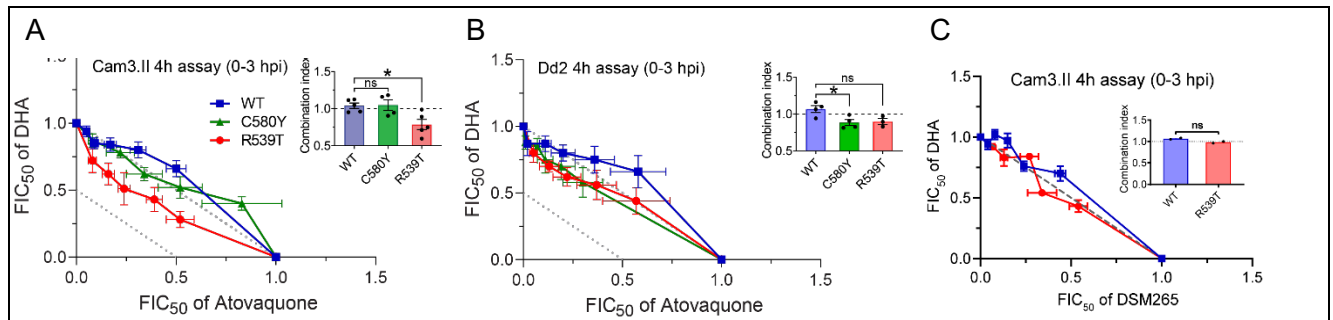 A
Cam3.II 4h assay (0-3 hpi)
WT
C580Y
R539T
FIC50 of DHA
1.0
0.5
0.0
0.0
0.5
1.0
1.5
FIC50 of Atovaquone
Combination index
1.5
1.0
0.5
*
ns
WT
C580Y
R539T
B
Dd2 4h assay (0-3 hpi)
FIC50 of DHA
1.5
1.0
0.5
0.0
0.0
0.5
1.0
1.5
FIC50 of Atovaquone
Combination index
1.5
1.0
0.5
ns
*
WT
C580Y
R539T
C
Cam3.II 4h assay (0-3 hpi)
FIC50 of DHA
1.5
1.0
0.5
0.0
0.0
0.5
1.0
1.5
FIC50 of DSM265
Combination index
1.5
1.0
0.5
ns
WT
R539T